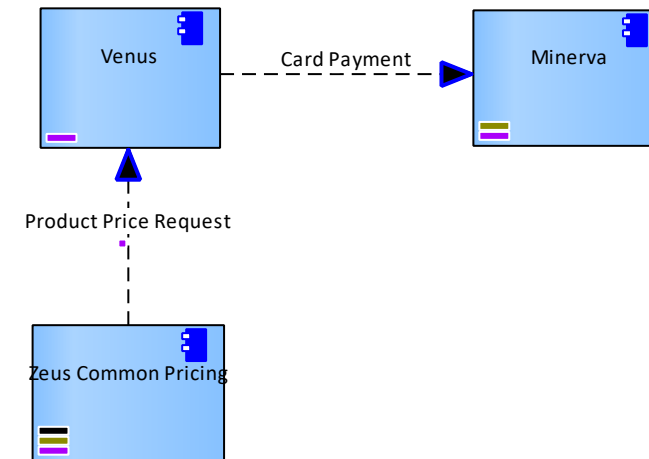 Venus
Card Payment
Minerva
Product Price Request
Zeus Common Pricing